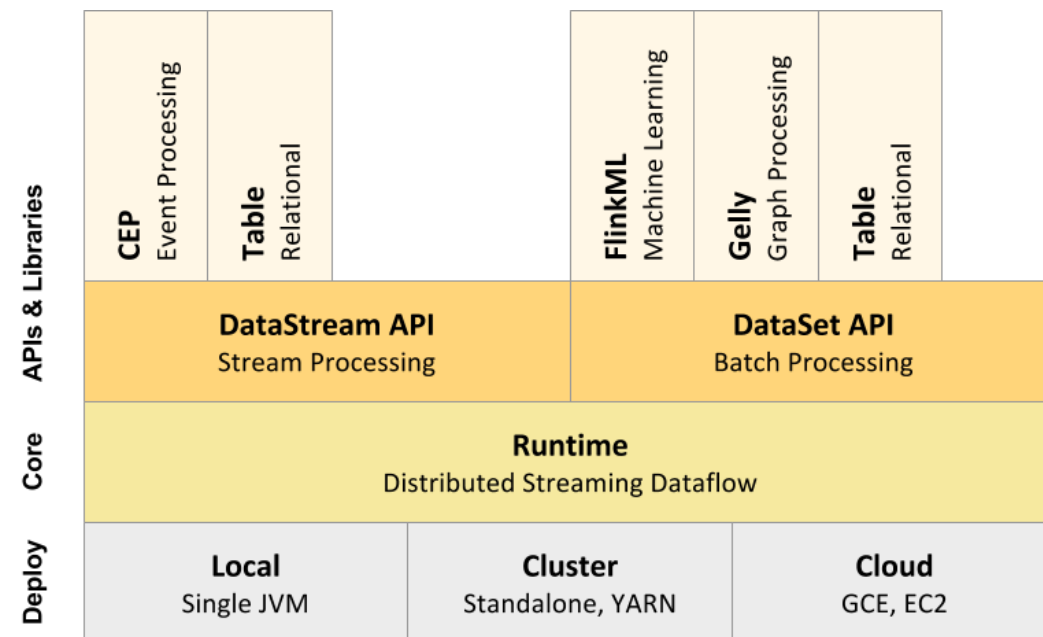 APIs & Libraries
CEP
Event Processing
Table
Relational
FlinkML
Machine Learning
Gelly
Graph Processing
Table
Relational
DataStream API
Stream Processing
DataSet API
Batch Processing
Core
Runtime
Distributed Streaming Dataflow
Deploy
Local
Single JVM
Cluster
Standalone, YARN
Cloud
GCE, EC2